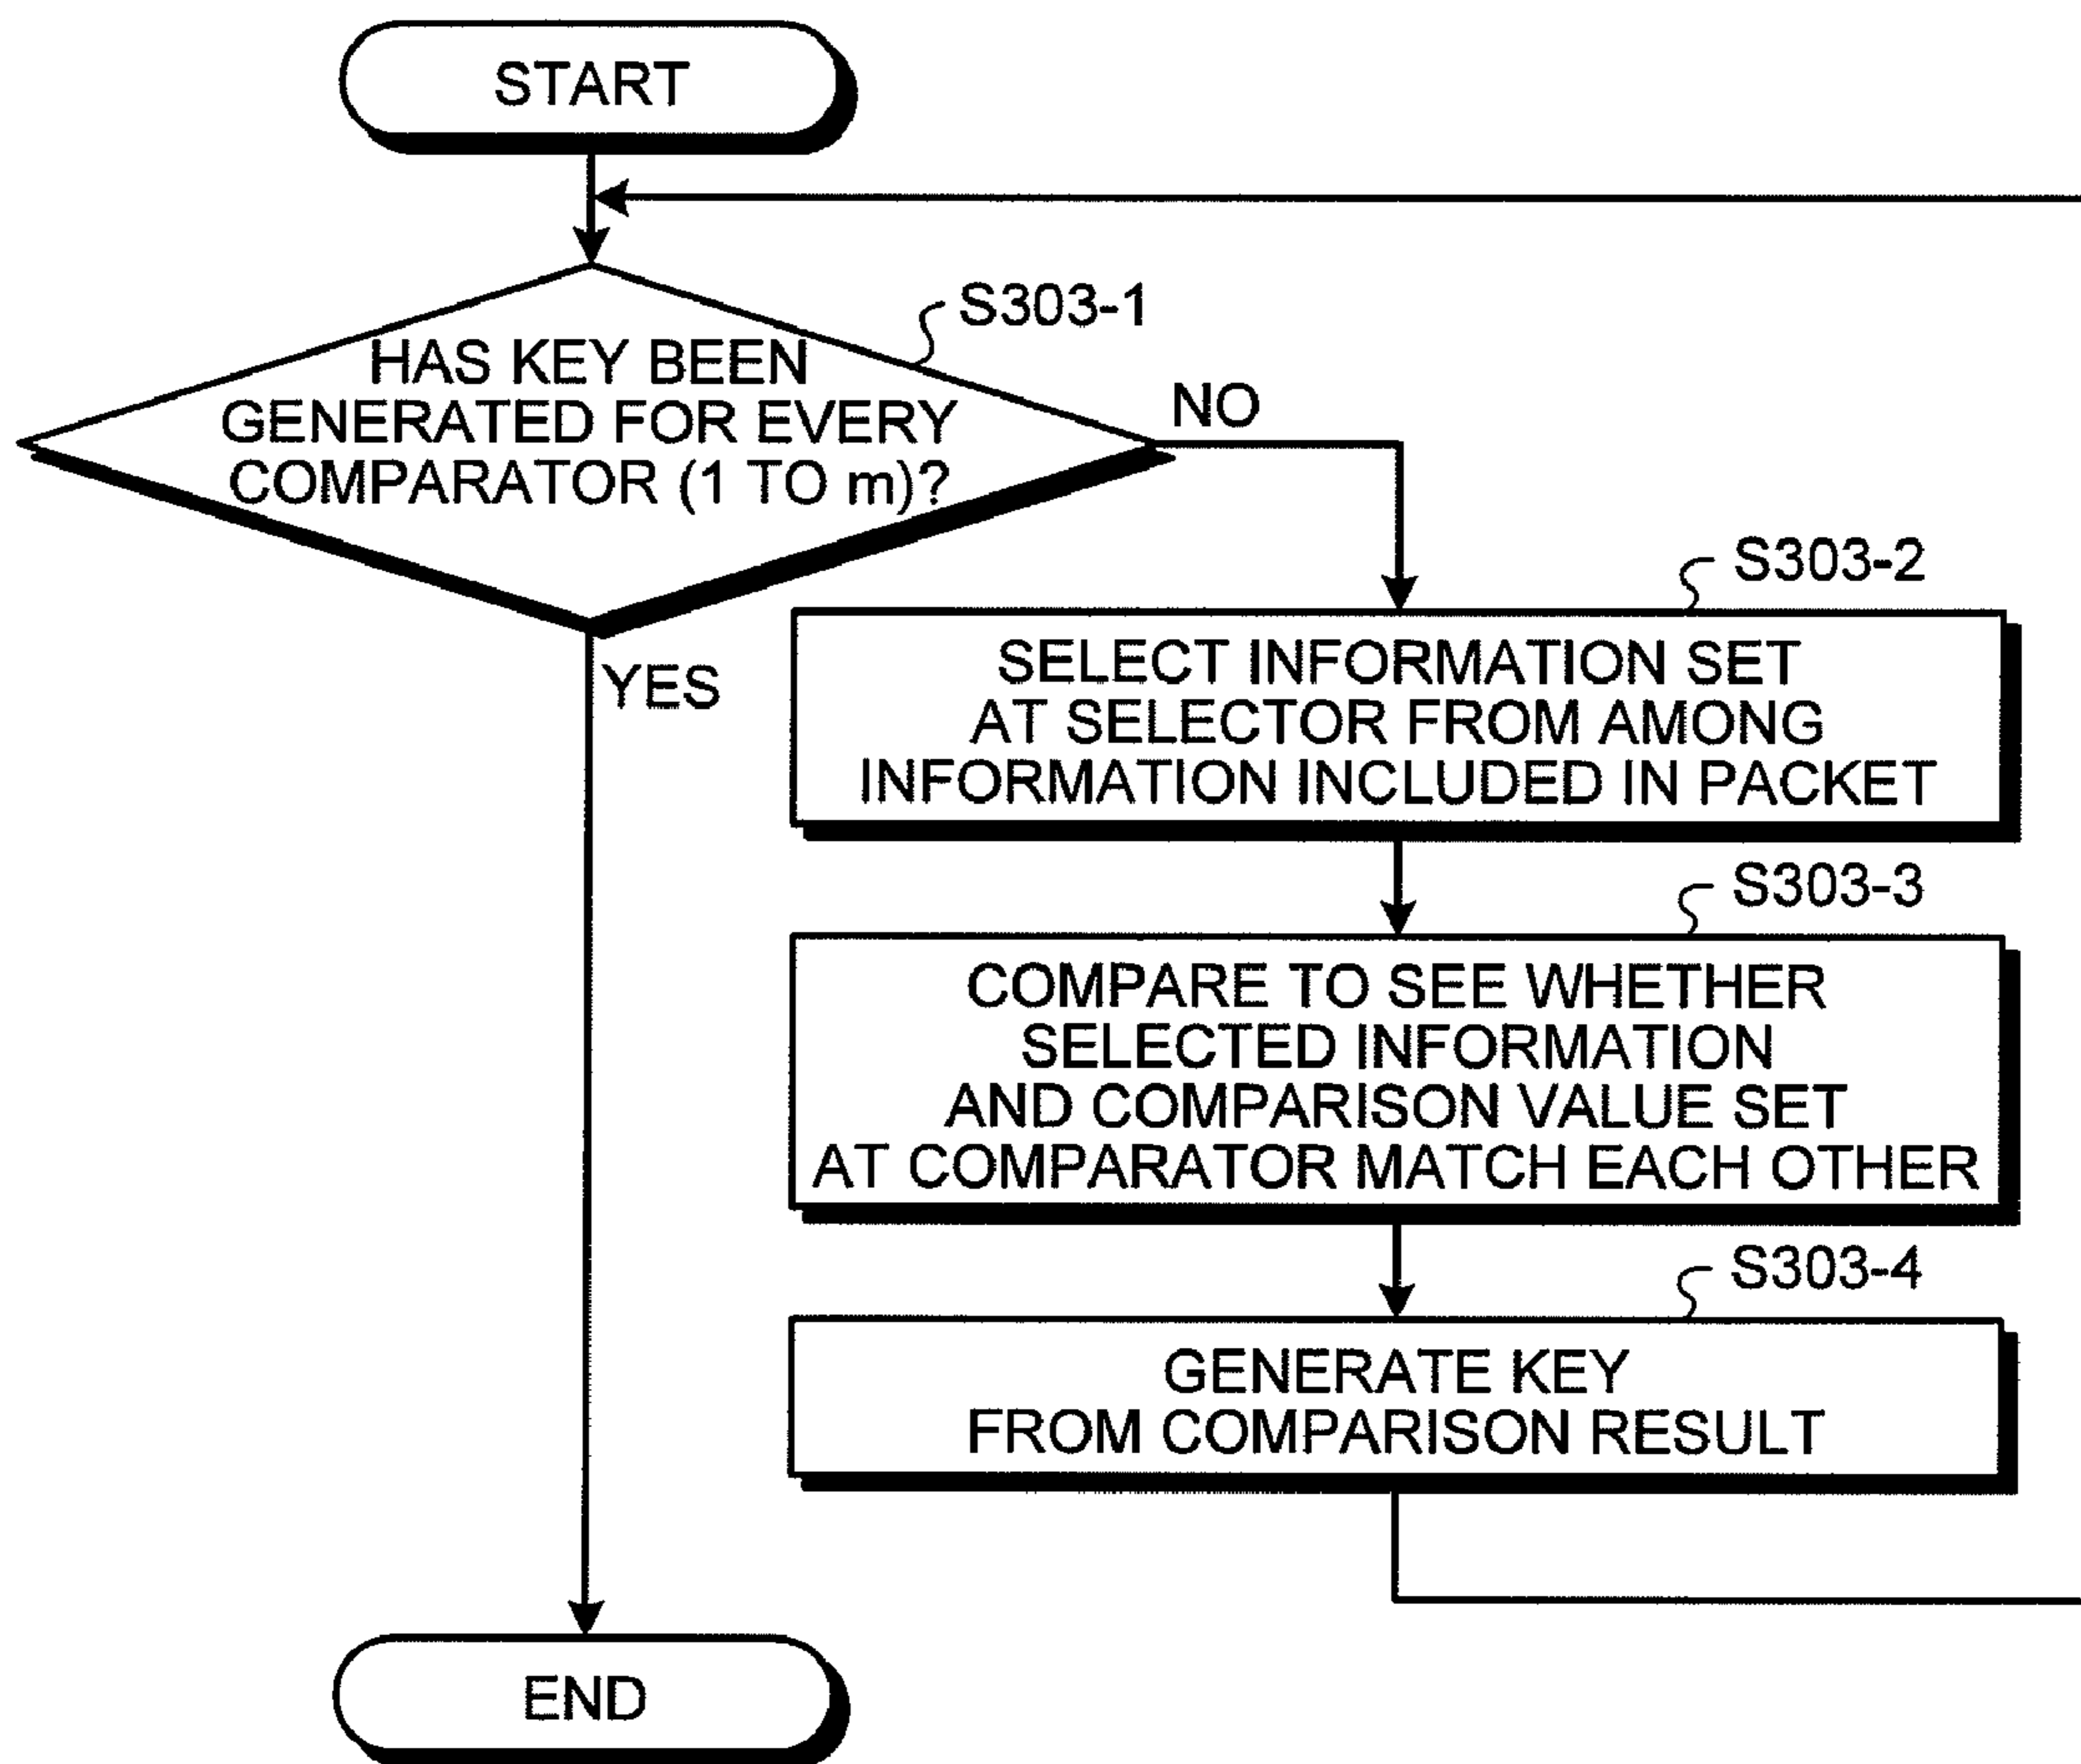 START
S303-1
HAS KEY BEEN
GENERATED FOR EVERY
COMPARATOR (1 TO m)?
NO
YES
S303-2
SELECT INFORMATION SET
AT SELECTOR FROM AMONG
INFORMATION INCLUDED IN PACKET
S303-3
COMPARE TO SEE WHETHER
SELECTED INFORMATION
AND COMPARISON VALUE SET
AT COMPARATOR MATCH EACH OTHER
S303-4
GENERATE KEY
FROM COMPARISON RESULT
END